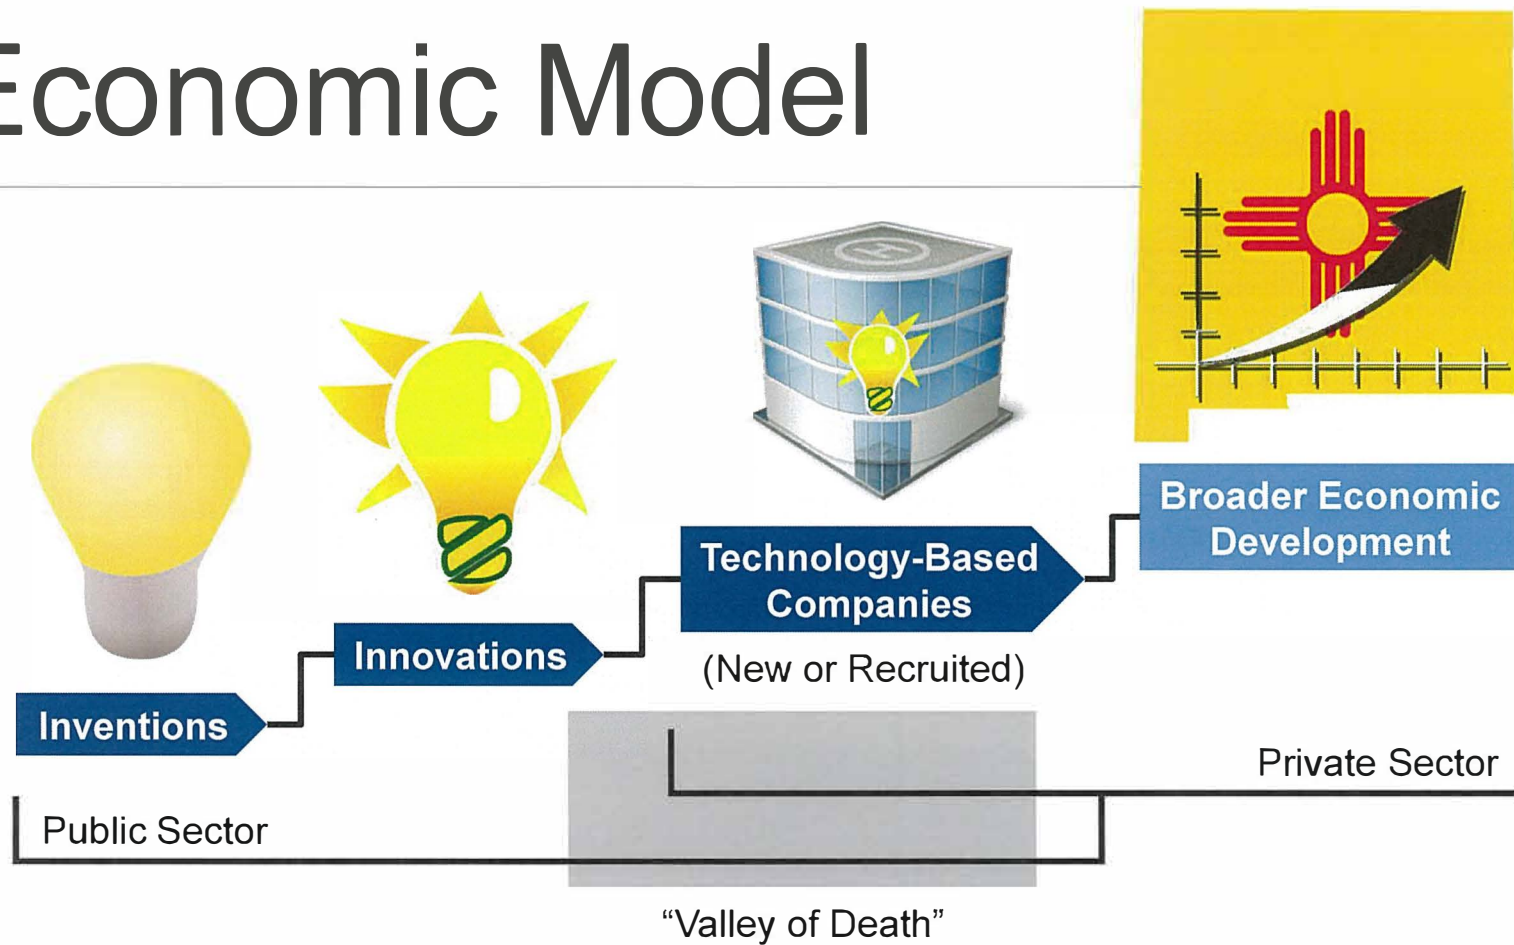 Economic Model
Broader Economic
Development
Technology-Based
Companies
(New or Recruited)
Innovations
Inventions
Private Sector
Public Sector
“Valley of Death”